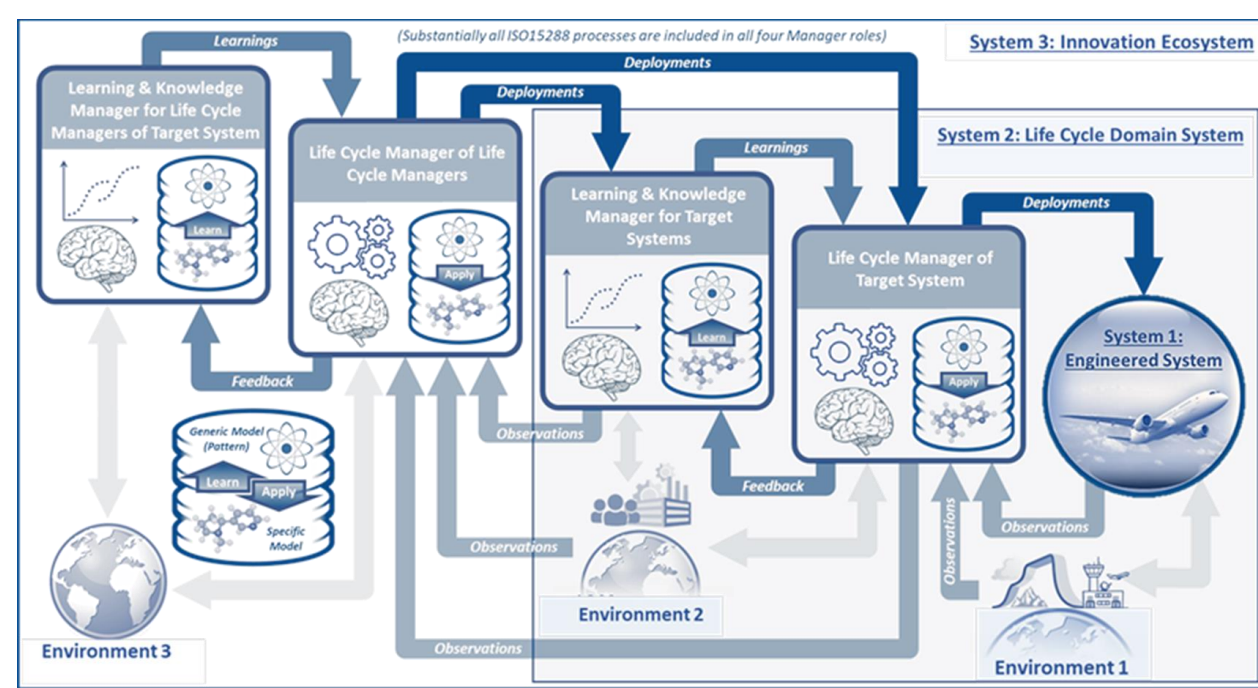 Learnings
(Substantially all ISO15288 processes are included in all four Manager roles)
System 3: Innovation Ecosystem
Deployments
Learning & Knowledge
Manager for Life Cycle
Managers of Target System
Learn
Life Cycle Manager of Life
Cycle Managers
Apply
Deployments
System 2: Life Cycle Domain System
Learnings
Learning & Knowledge
Manager for Target
Systems
Learn
Life Cycle Manager of
Target System
Apply
Deployments
System 1:
Engineered System
Feedback
Observations
Feedback
Observations
Observations
Generic Model
(Pattern)
Learn
Apply
Specific
Model
Observations
Environment 2
Observations
Environment 3
Environment 1